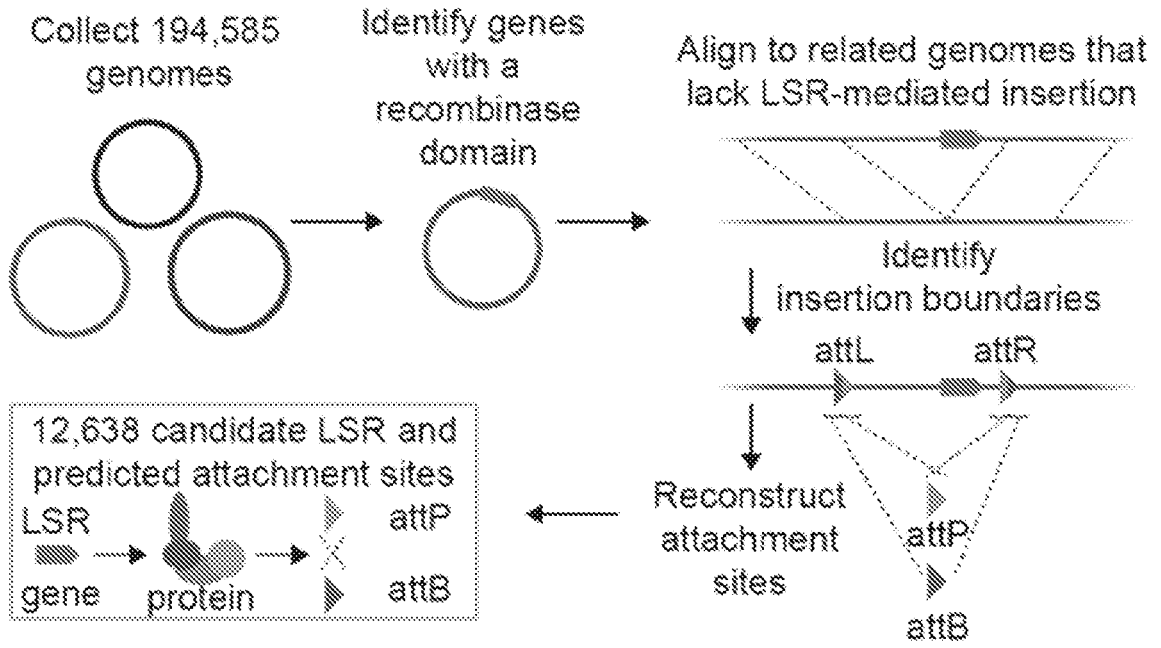 Collect 194,585
genomes
Identify genes
with a
recombinase
domain
Align to related genomes that
lack LSR-mediated insertion
Identify
insertion boundaries
attL
attR
Reconstruct
attachment
sites
attP
attB
12,638 candidate LSR and
predicted attachment sites
LSR
gene
protein
attP
attB